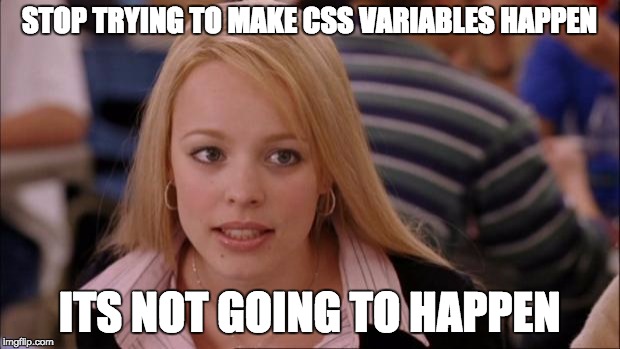 STOP TRYING TO MAKE CSS VARIABLES HAPPEN
ITS NOT GOING TO HAPPEN
imgflip.com